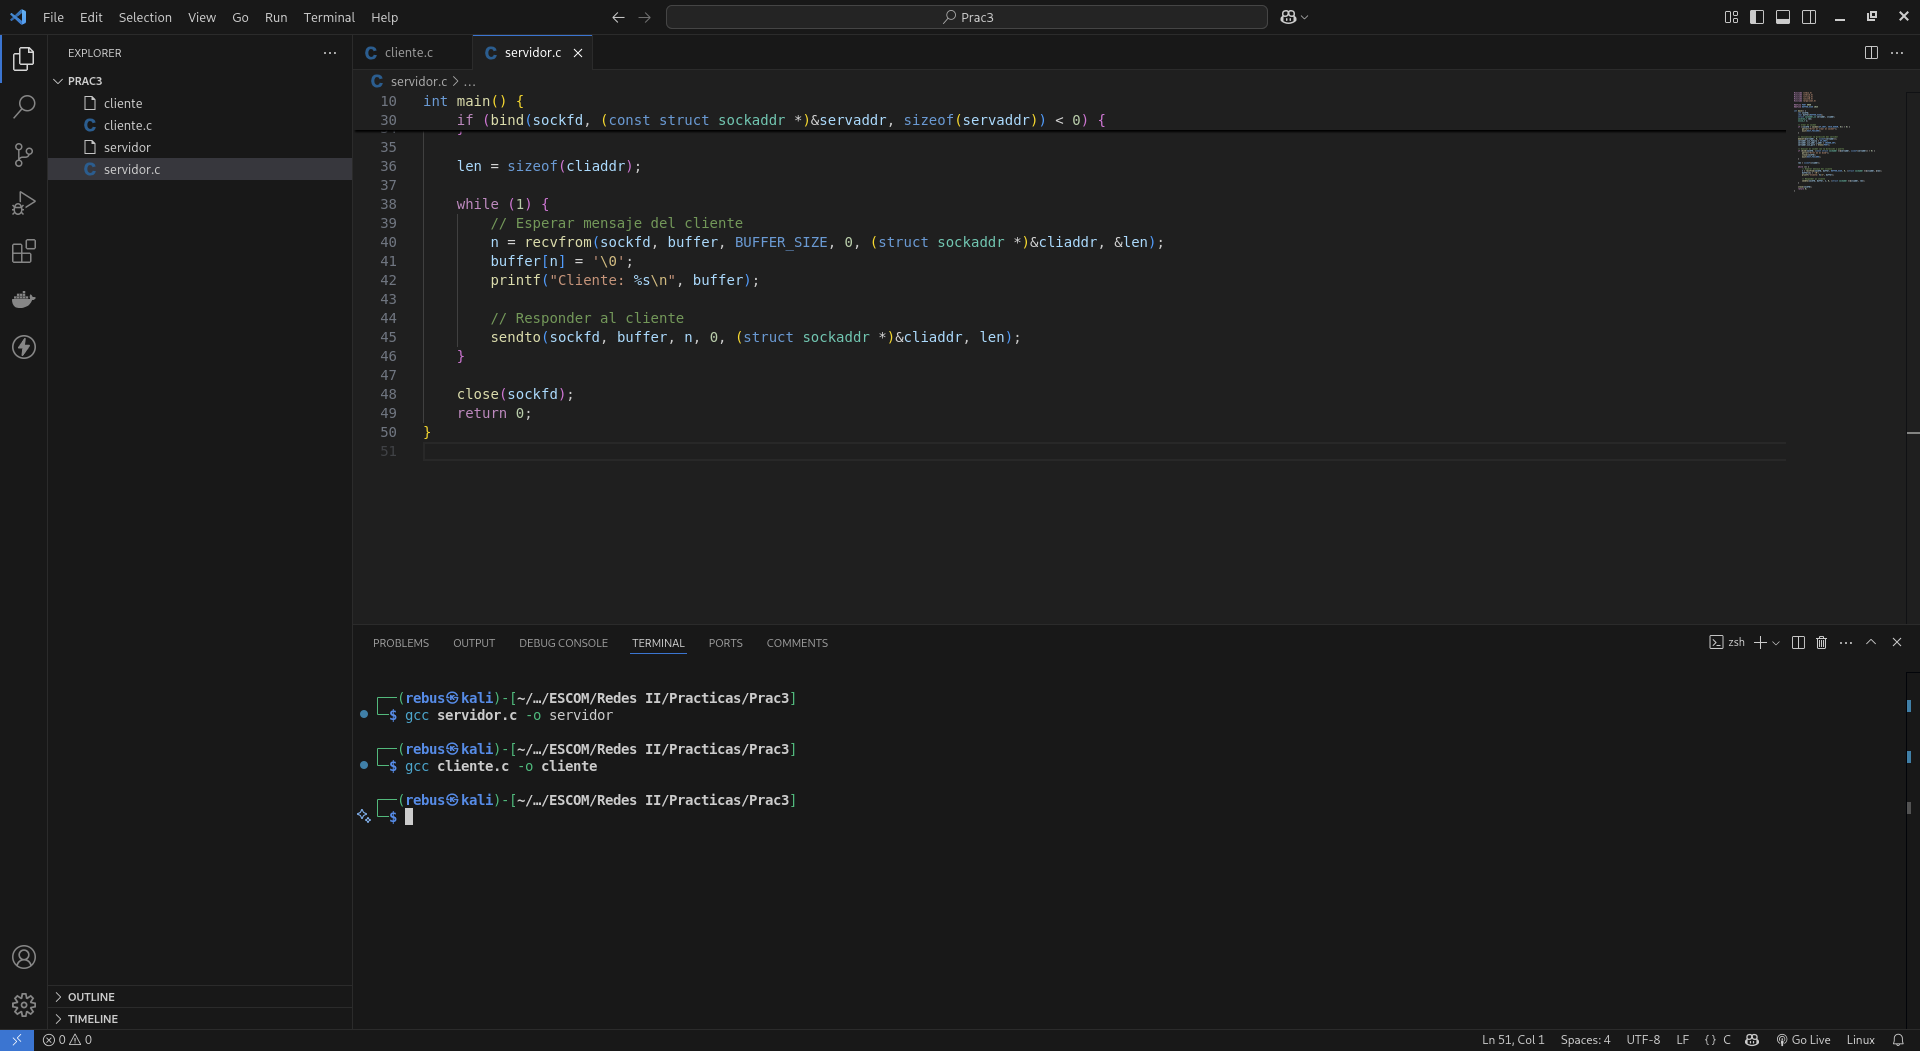 File Edit Selection View Go Run Terminal Help
Prac3
EXPLORER
PRAC3
cliente
cliente.c
servidor
servidor.c
OUTLINE
TIMELINE
cliente.c servidor.c
servidor.c > ...
10 int main() {
30 if (bind(sockfd, (const struct sockaddr *)&servaddr, sizeof(servaddr)) < 0) {
35
36 len = sizeof(cliaddr);
37
38 while (1) {
39 // Esperar mensaje del cliente
40 n = recvfrom(sockfd, buffer, BUFFER_SIZE, 0, (struct sockaddr *)&cliaddr, &len);
41 buffer[n] = '\0';
42 printf("Cliente: %s\n", buffer);
43
44 // Responder al cliente
45 sendto(sockfd, buffer, n, 0, (struct sockaddr *)&cliaddr, len);
46 }
47
48 close(sockfd);
49 return 0;
50 }
51
PROBLEMS OUTPUT DEBUG CONSOLE TERMINAL PORTS COMMENTS
zsh
┌──(rebus㉿kali)-[~/…/ESCOM/Redes II/Practicas/Prac3]
└─$ gcc servidor.c -o servidor
┌──(rebus㉿kali)-[~/…/ESCOM/Redes II/Practicas/Prac3]
└─$ gcc cliente.c -o cliente
┌──(rebus㉿kali)-[~/…/ESCOM/Redes II/Practicas/Prac3]
└─$
0 0 Ln 51, Col 1 Spaces: 4 UTF-8 LF {} C Go Live Linux